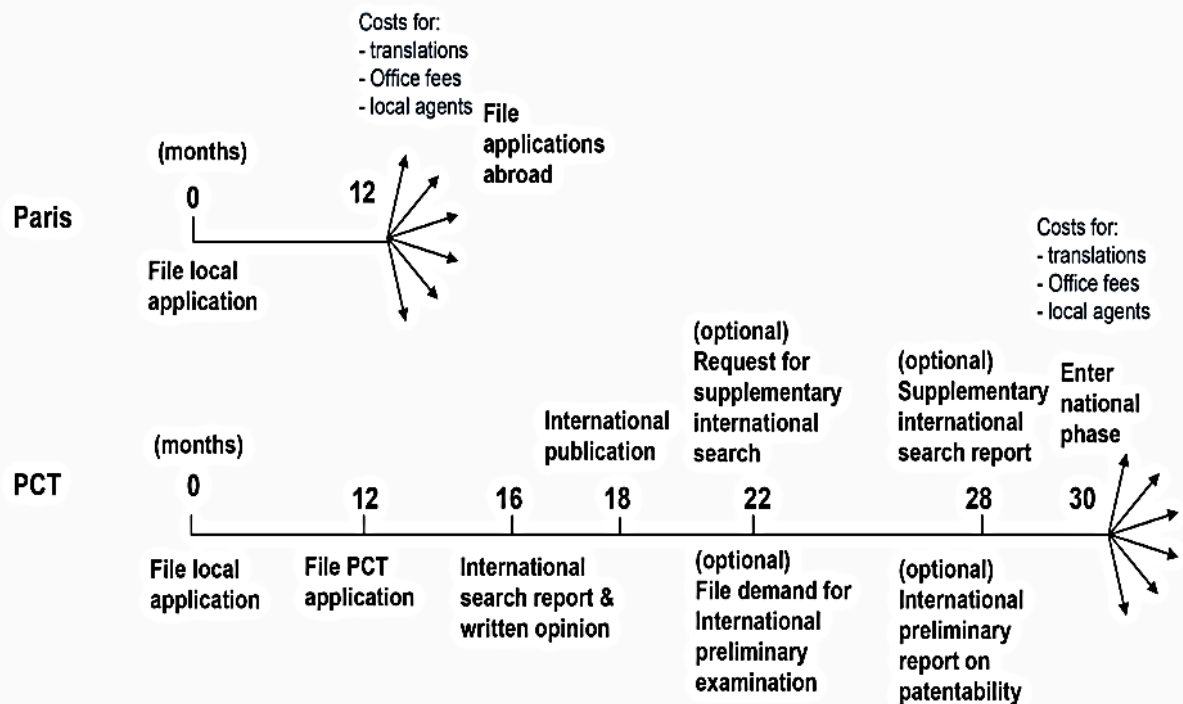 Costs for:
- translations
- Office fees
- local agents
File
applications
abroad
(months)
0
12
Paris
File local
application
Costs for:
- translations
- Office fees
- local agents
(optional)
Request for
supplementary
international
search
(optional)
Supplementary
international
search report
Enter
national
phase
International
publication
(months)
PCT
0
12
16
18
22
28
30
File local
application
File PCT
application
International
search report &
written opinion
(optional)
File demand for
International
preliminary
examination
(optional)
International
preliminary
report on
patentability